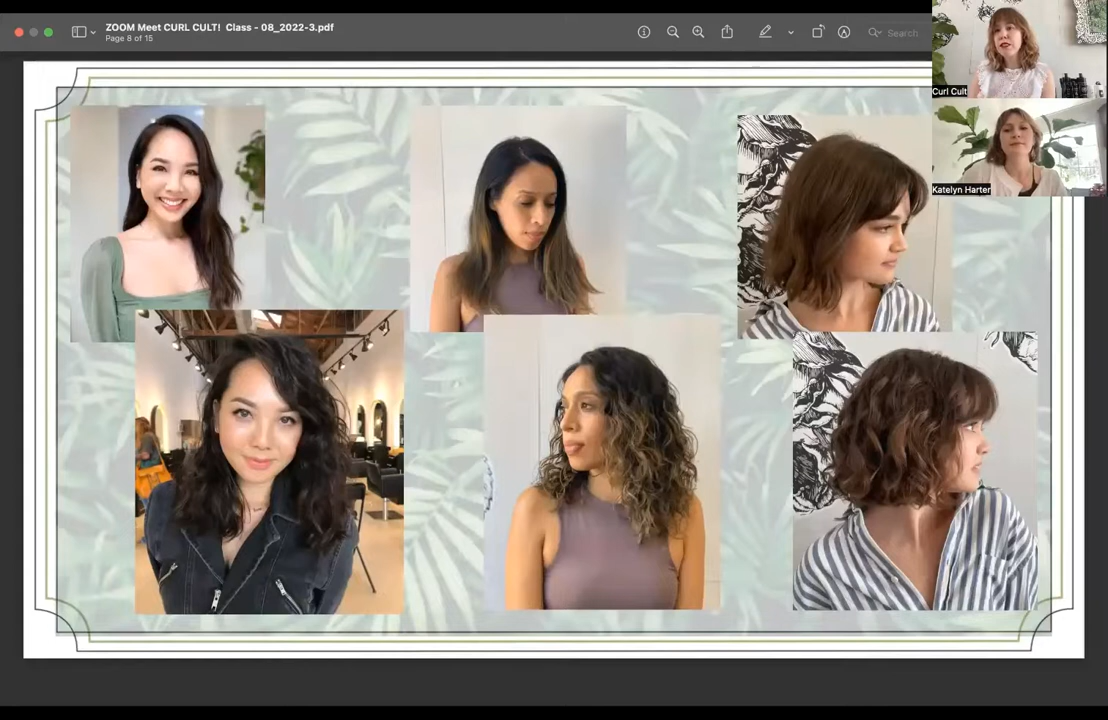 ZOOM Meet CURL CULT!  Class - 08_2022-3.pdf
Page 8 of 15
Search
Curl Cult
Katelyn Harter